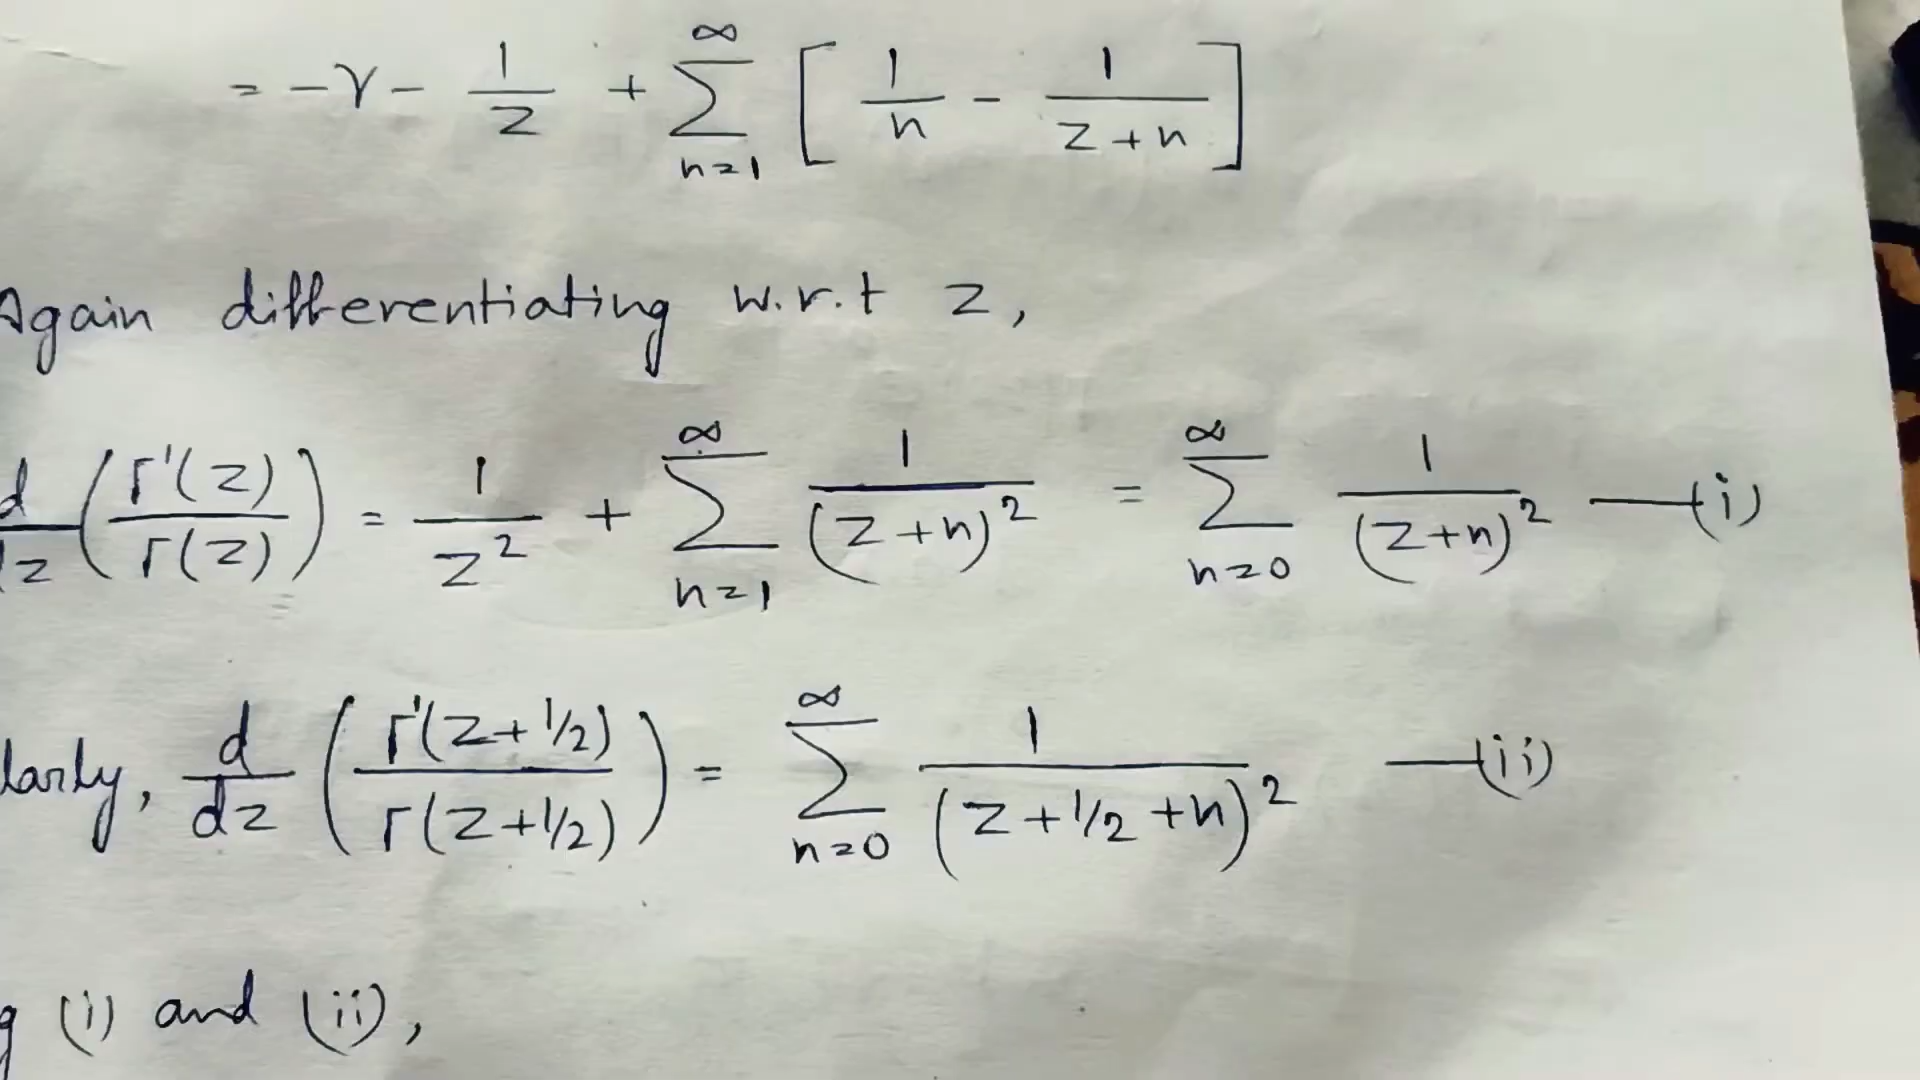 = -γ - 1/z + ∑_{n=1}^{∞} [ 1/n - 1/(z+n) ]
Again differentiating w.r.t z,
d/dz ( Γ'(z)/Γ(z) ) = 1/z² + ∑_{n=1}^{∞} 1/(z+n)² = ∑_{n=0}^{∞} 1/(z+n)² —(i)
larly, d/dz ( Γ'(z+1/2)/Γ(z+1/2) ) = ∑_{n=0}^{∞} 1/(z+1/2+n)² —(ii)
g (i) and (ii),